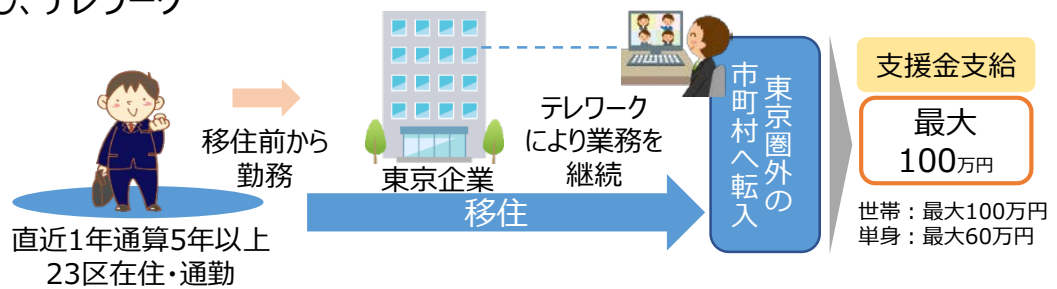 テレワーク
移住前から
勤務
東京企業
テレワーク
により業務を
継続
移住
直近1年通算5年以上
23区在住・通勤
東京圏外の
市町村へ転入
支援金支給
最大
100万円
世帯：最大100万円
単身：最大60万円